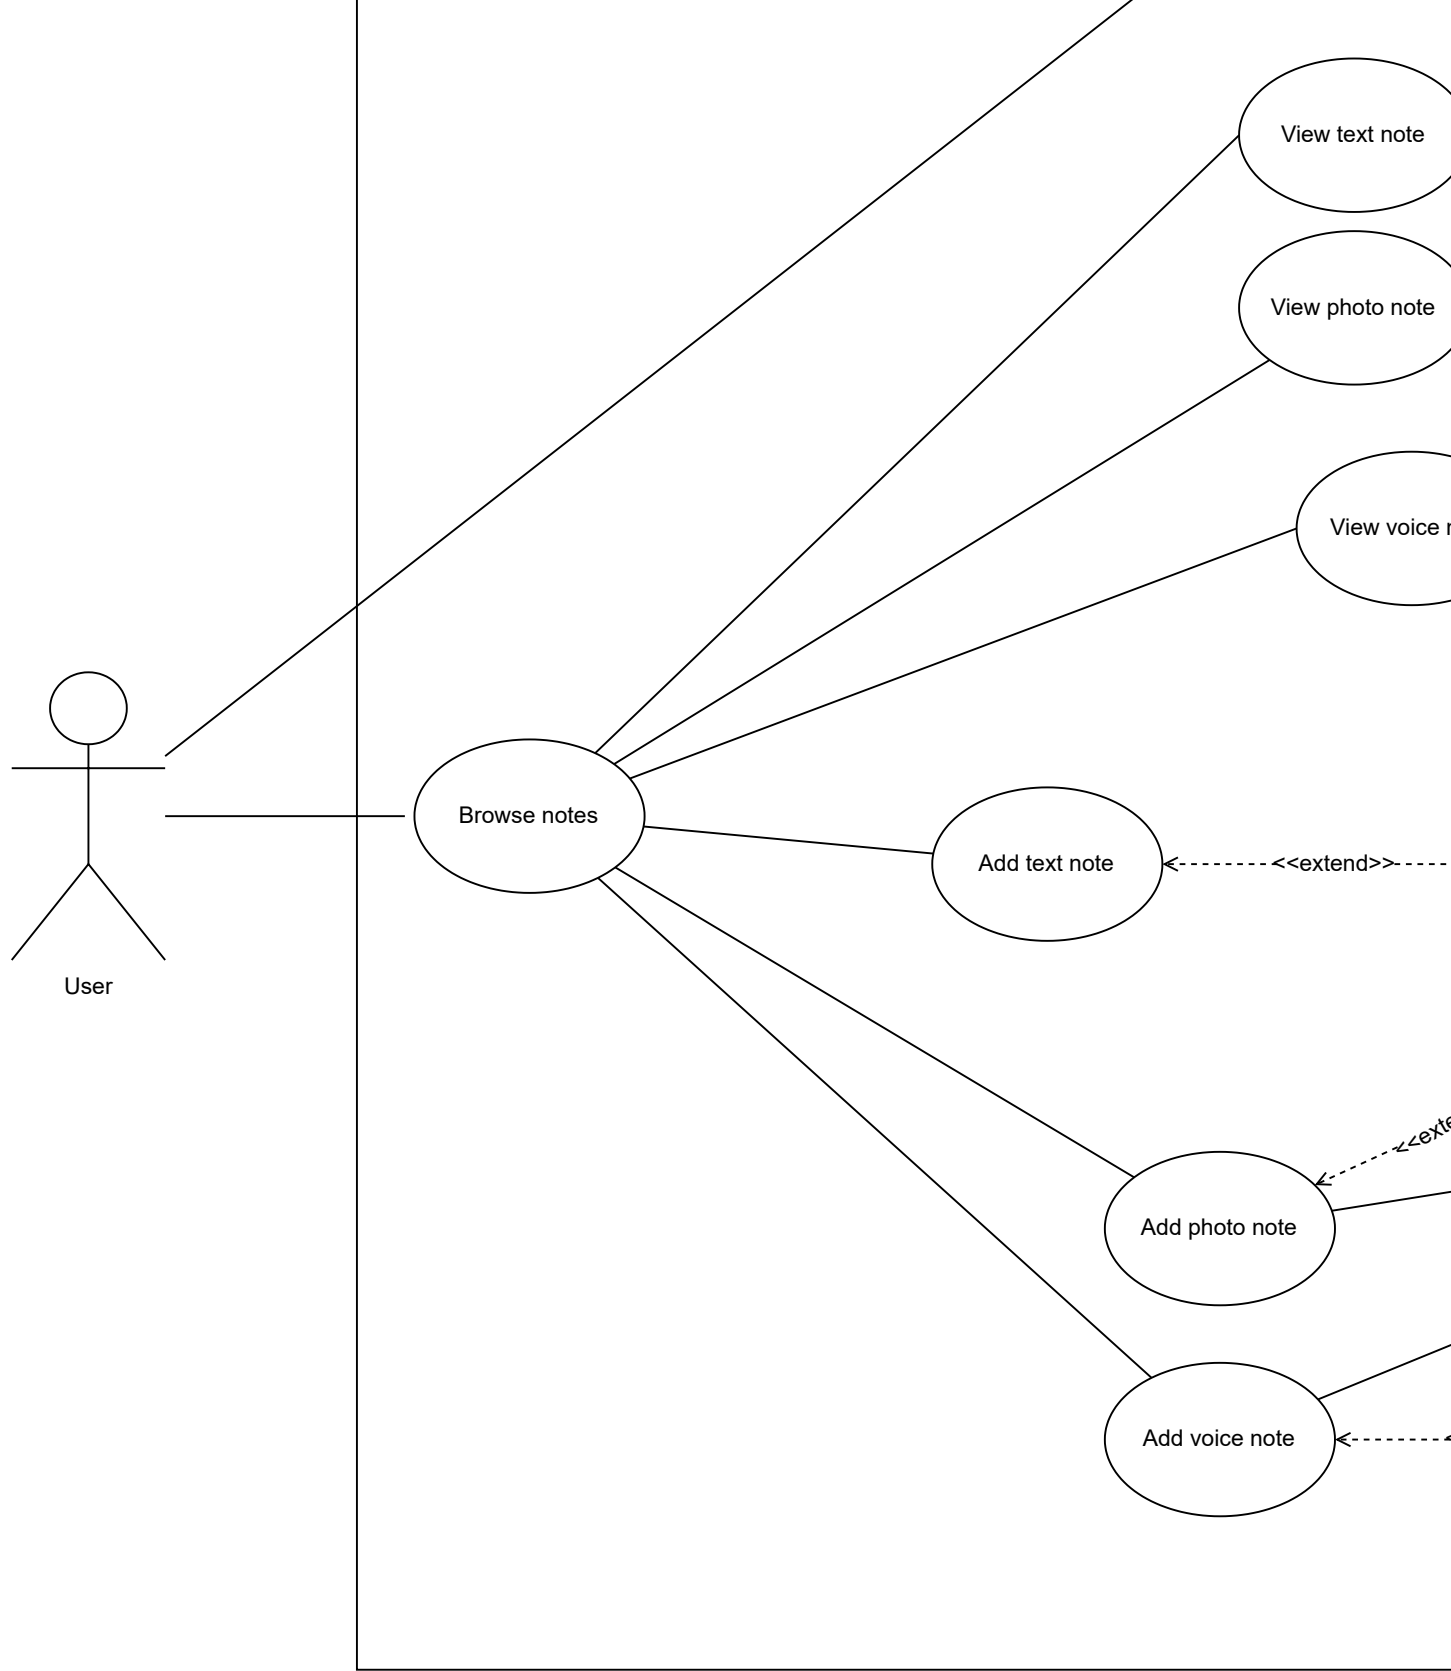 View text note
View photo note
View voice
Browse notes
Add text note
<<extend>>
User
Add photo note
Add voice note